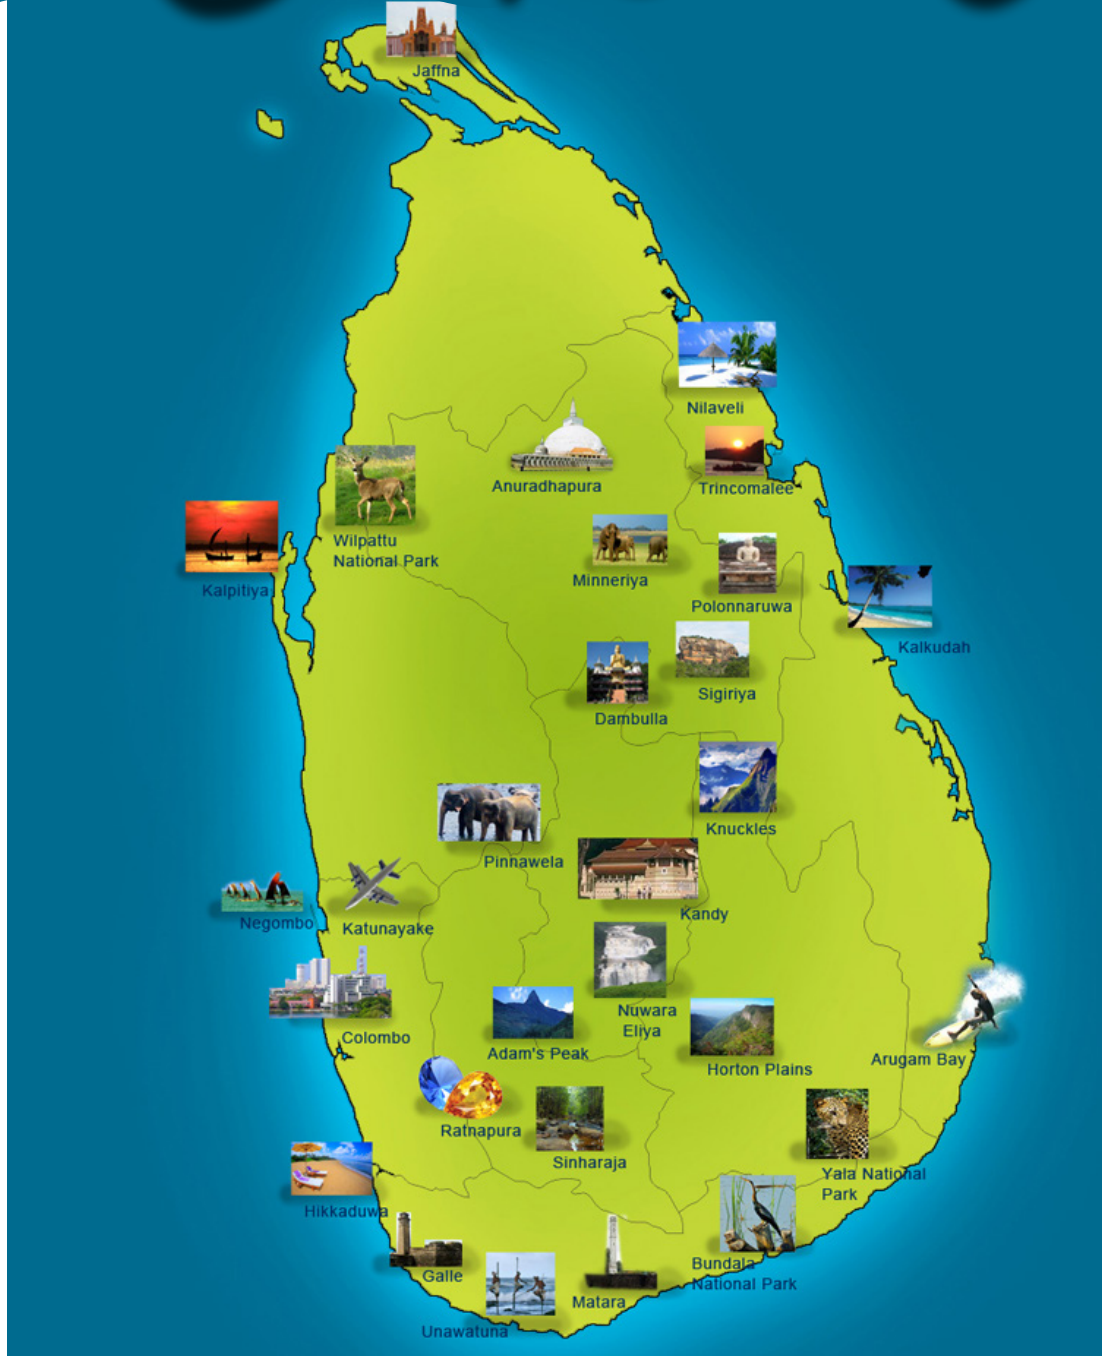 Jaffna
Nilaveli
Anuradhapura
Trincomalee
Wilpattu
National Park
Minneriya
Kalpitiya
Polonnaruwa
Kalkudah
Sigiriya
Dambulla
Knuckles
Pinnawela
Kandy
Negombo
Katunayake
Nuwara
Eliya
Colombo
Adam's Peak
Arugam Bay
Horton Plains
Ratnapura
Sinharaja
Yala National
Park
Hikkaduwa
Bundala
National Park
Galle
Matara
Unawatuna